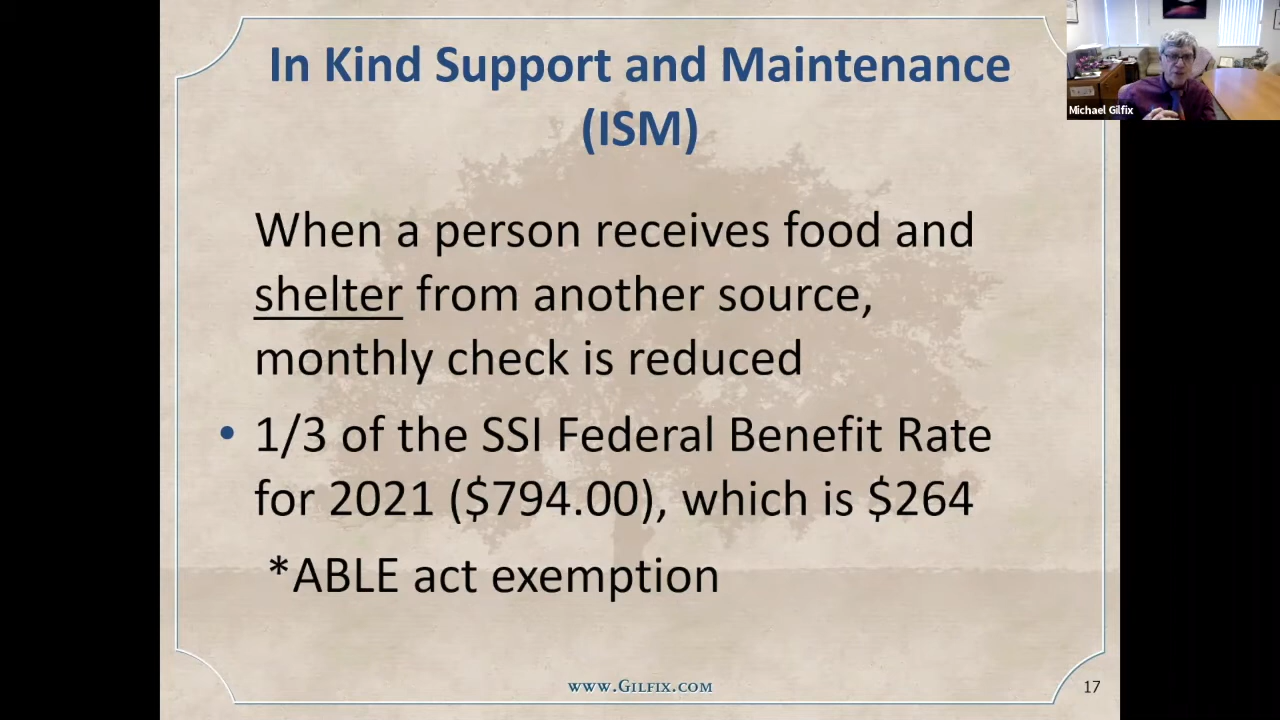 In Kind Support and Maintenance
(ISM)
Michael Gilfix
When a person receives food and
shelter from another source,
monthly check is reduced
• 1/3 of the SSI Federal Benefit Rate
for 2021 ($794.00), which is $264
*ABLE act exemption
www.Gilfix.com
17